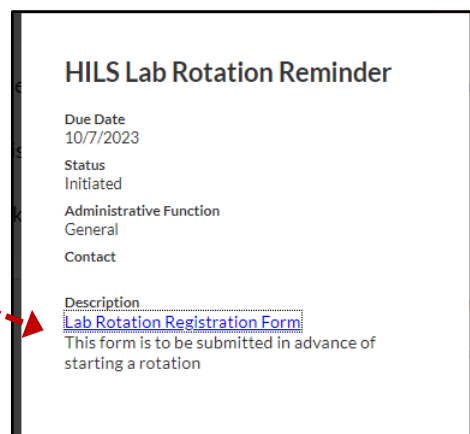 HILS Lab Rotation Reminder
Due Date
10/7/2023
Status
Initiated
Administrative Function
General
Contact
Description
Lab Rotation Registration Form
This form is to be submitted in advance of
starting a rotation